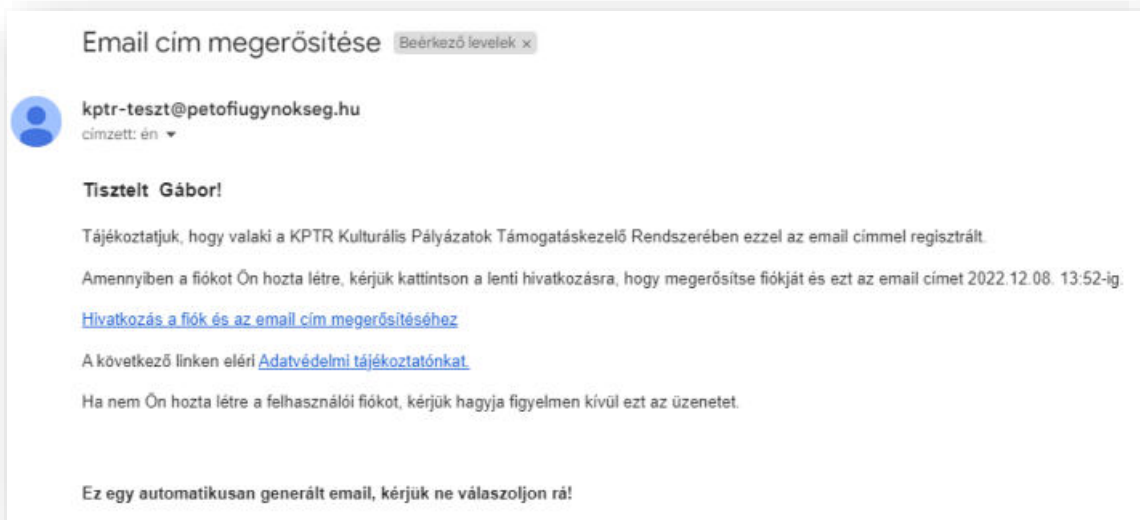 Email cím megerősítése Beérkező levelek ×
kptr-teszt@petofiugynokseg.hu
címzett: én
Tisztelt Gábor!
Tájékoztatjuk, hogy valaki a KPTR Kulturális Pályázatok Támogatáskezelő Rendszerében ezzel az email címmel regisztrált.
Amennyiben a fiókot Ön hozta létre, kérjük kattintson a lenti hivatkozásra, hogy megerősítse fiókját és ezt az email címet 2022.12.08. 13:52-ig.
Hivatkozás a fiók és az email cím megerősítéséhez
A következő linken eléri Adatvédelmi tájékoztatónkat.
Ha nem Ön hozta létre a felhasználói fiókot, kérjük hagyja figyelmen kívül ezt az üzenetet.
Ez egy automatikusan generált email, kérjük ne válaszoljon rá!